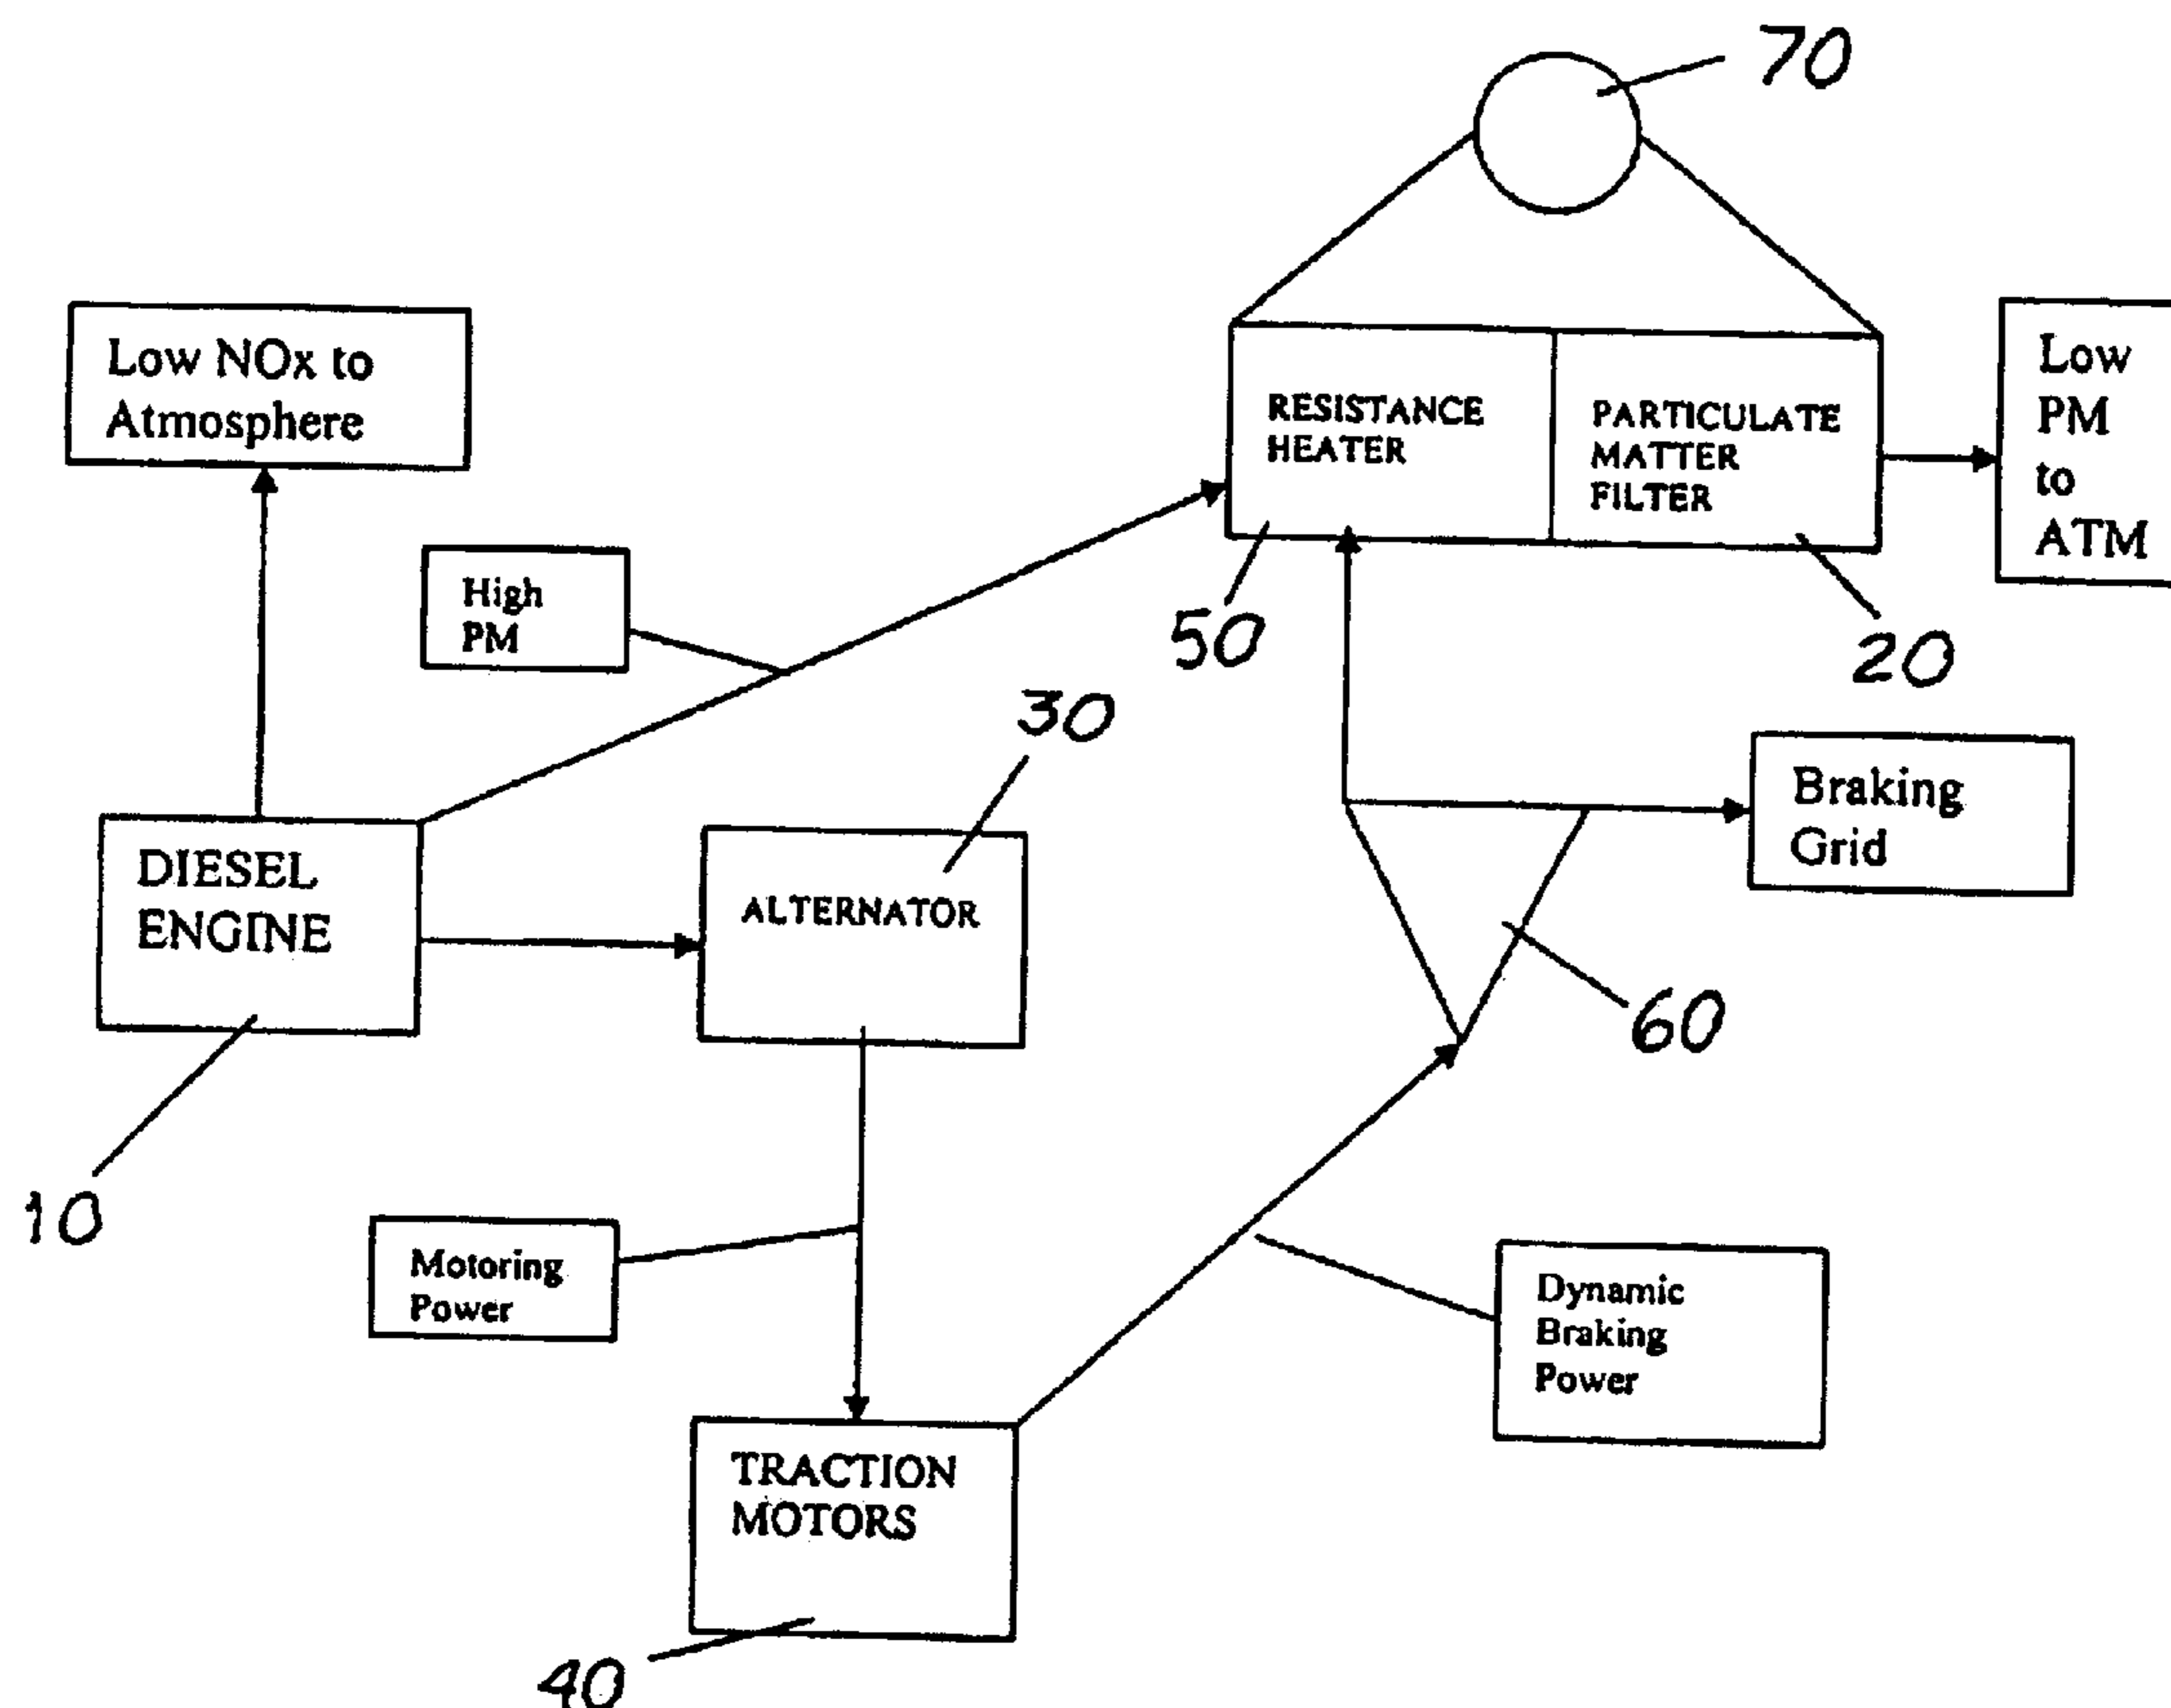 70
Low NOx to
Atmosphere
RESISTANCE
HEATER
PARTICULATE
MATTER
FILTER
Low
PM
to
ATM
High
PM
50
20
30
Braking
Grid
DIESEL
ENGINE
ALTERNATOR
60
10
Motoring
Power
Dynamic
Braking
Power
TRACTION
MOTORS
40